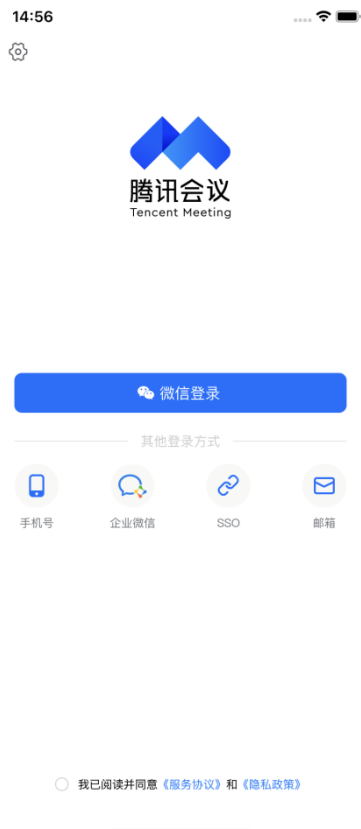 14:56
腾讯会议
Tencent Meeting
微信登录
其他登录方式
手机号 企业微信 SSO 邮箱
我已阅读并同意《服务协议》和《隐私政策》